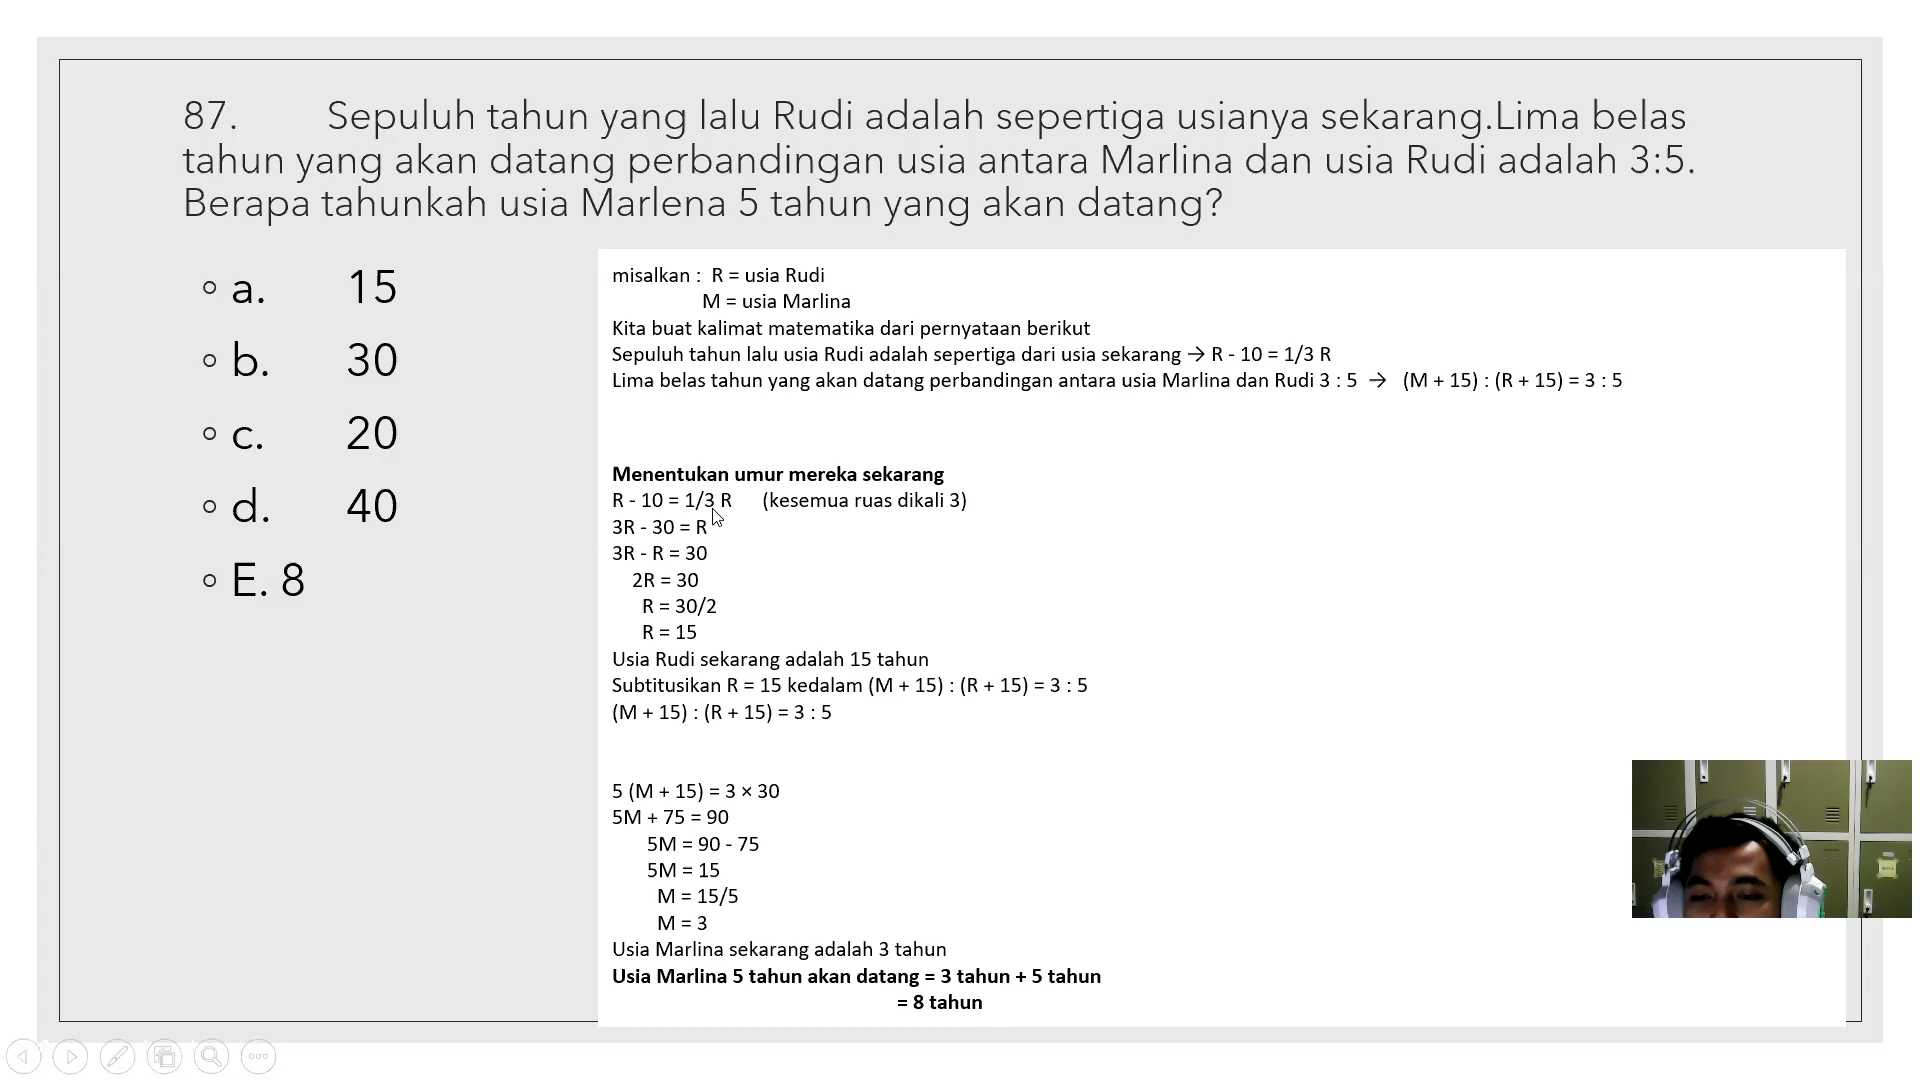 87. Sepuluh tahun yang lalu Rudi adalah sepertiga usianya sekarang.Lima belas
tahun yang akan datang perbandingan usia antara Marlina dan usia Rudi adalah 3:5.
Berapa tahunkah usia Marlena 5 tahun yang akan datang?
a. 15
b. 30
c. 20
d. 40
E. 8
misalkan : R = usia Rudi
M = usia Marlina
Kita buat kalimat matematika dari pernyataan berikut
Sepuluh tahun lalu usia Rudi adalah sepertiga dari usia sekarang → R - 10 = 1/3 R
Lima belas tahun yang akan datang perbandingan antara usia Marlina dan Rudi 3 : 5 → (M + 15) : (R + 15) = 3 : 5
Menentukan umur mereka sekarang
R - 10 = 1/3 R (kesemua ruas dikali 3)
3R - 30 = R
3R - R = 30
2R = 30
R = 30/2
R = 15
Usia Rudi sekarang adalah 15 tahun
Subtitusikan R = 15 kedalam (M + 15) : (R + 15) = 3 : 5
(M + 15) : (R + 15) = 3 : 5
5 (M + 15) = 3 × 30
5M + 75 = 90
5M = 90 - 75
5M = 15
M = 15/5
M = 3
Usia Marlina sekarang adalah 3 tahun
Usia Marlina 5 tahun akan datang = 3 tahun + 5 tahun
= 8 tahun